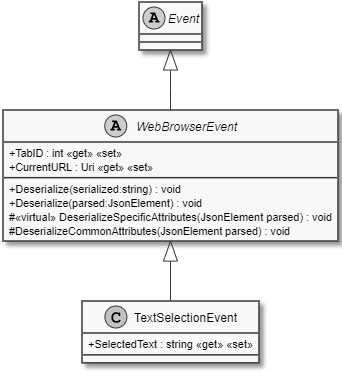 A Event
A WebBrowserEvent
+TabID : int «get» «set»
+CurrentURL : Uri «get» «set»
+Deserialize(serialized:string) : void
+Deserialize(parsed:JsonElement) : void
#«virtual» DeserializeSpecificAttributes(JsonElement parsed) : void
#DeserializeCommonAttributes(JsonElement parsed) : void
C TextSelectionEvent
+SelectedText : string «get» «set»